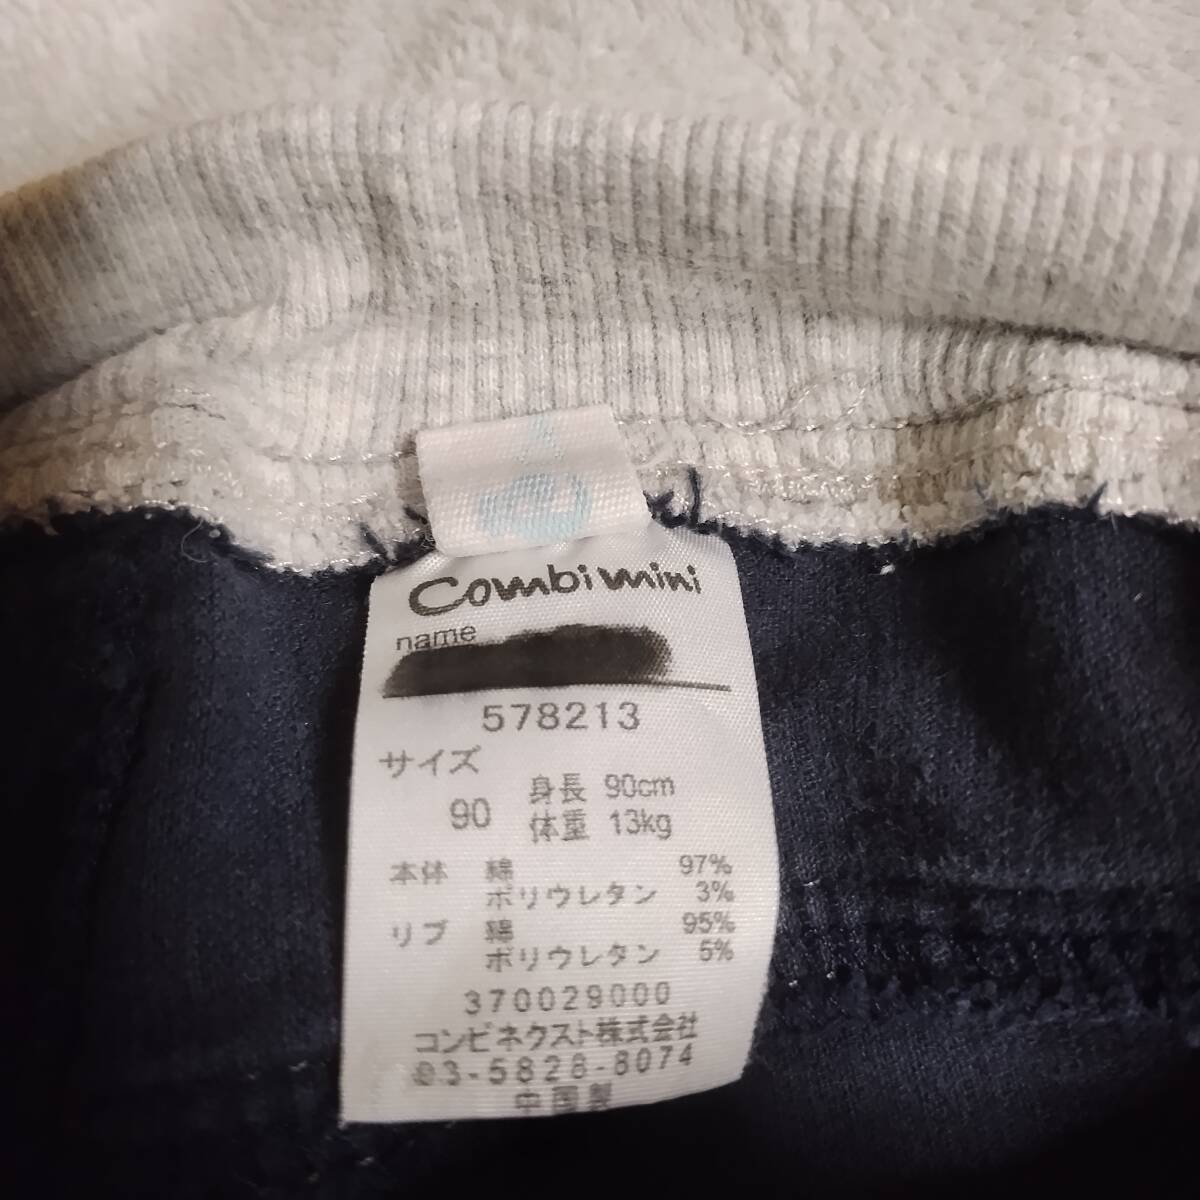 Combimini
name
578213
サイズ
90 身長 90cm
体重 13kg
本体 綿 97%
ポリウレタン 3%
リブ 綿 95%
ポリウレタン 5%
370029000
コンビネクスト株式会社
03-5828-8074
中国製